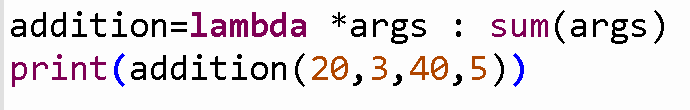 addition=lambda *args : sum(args)
print(addition(20,3,40,5))